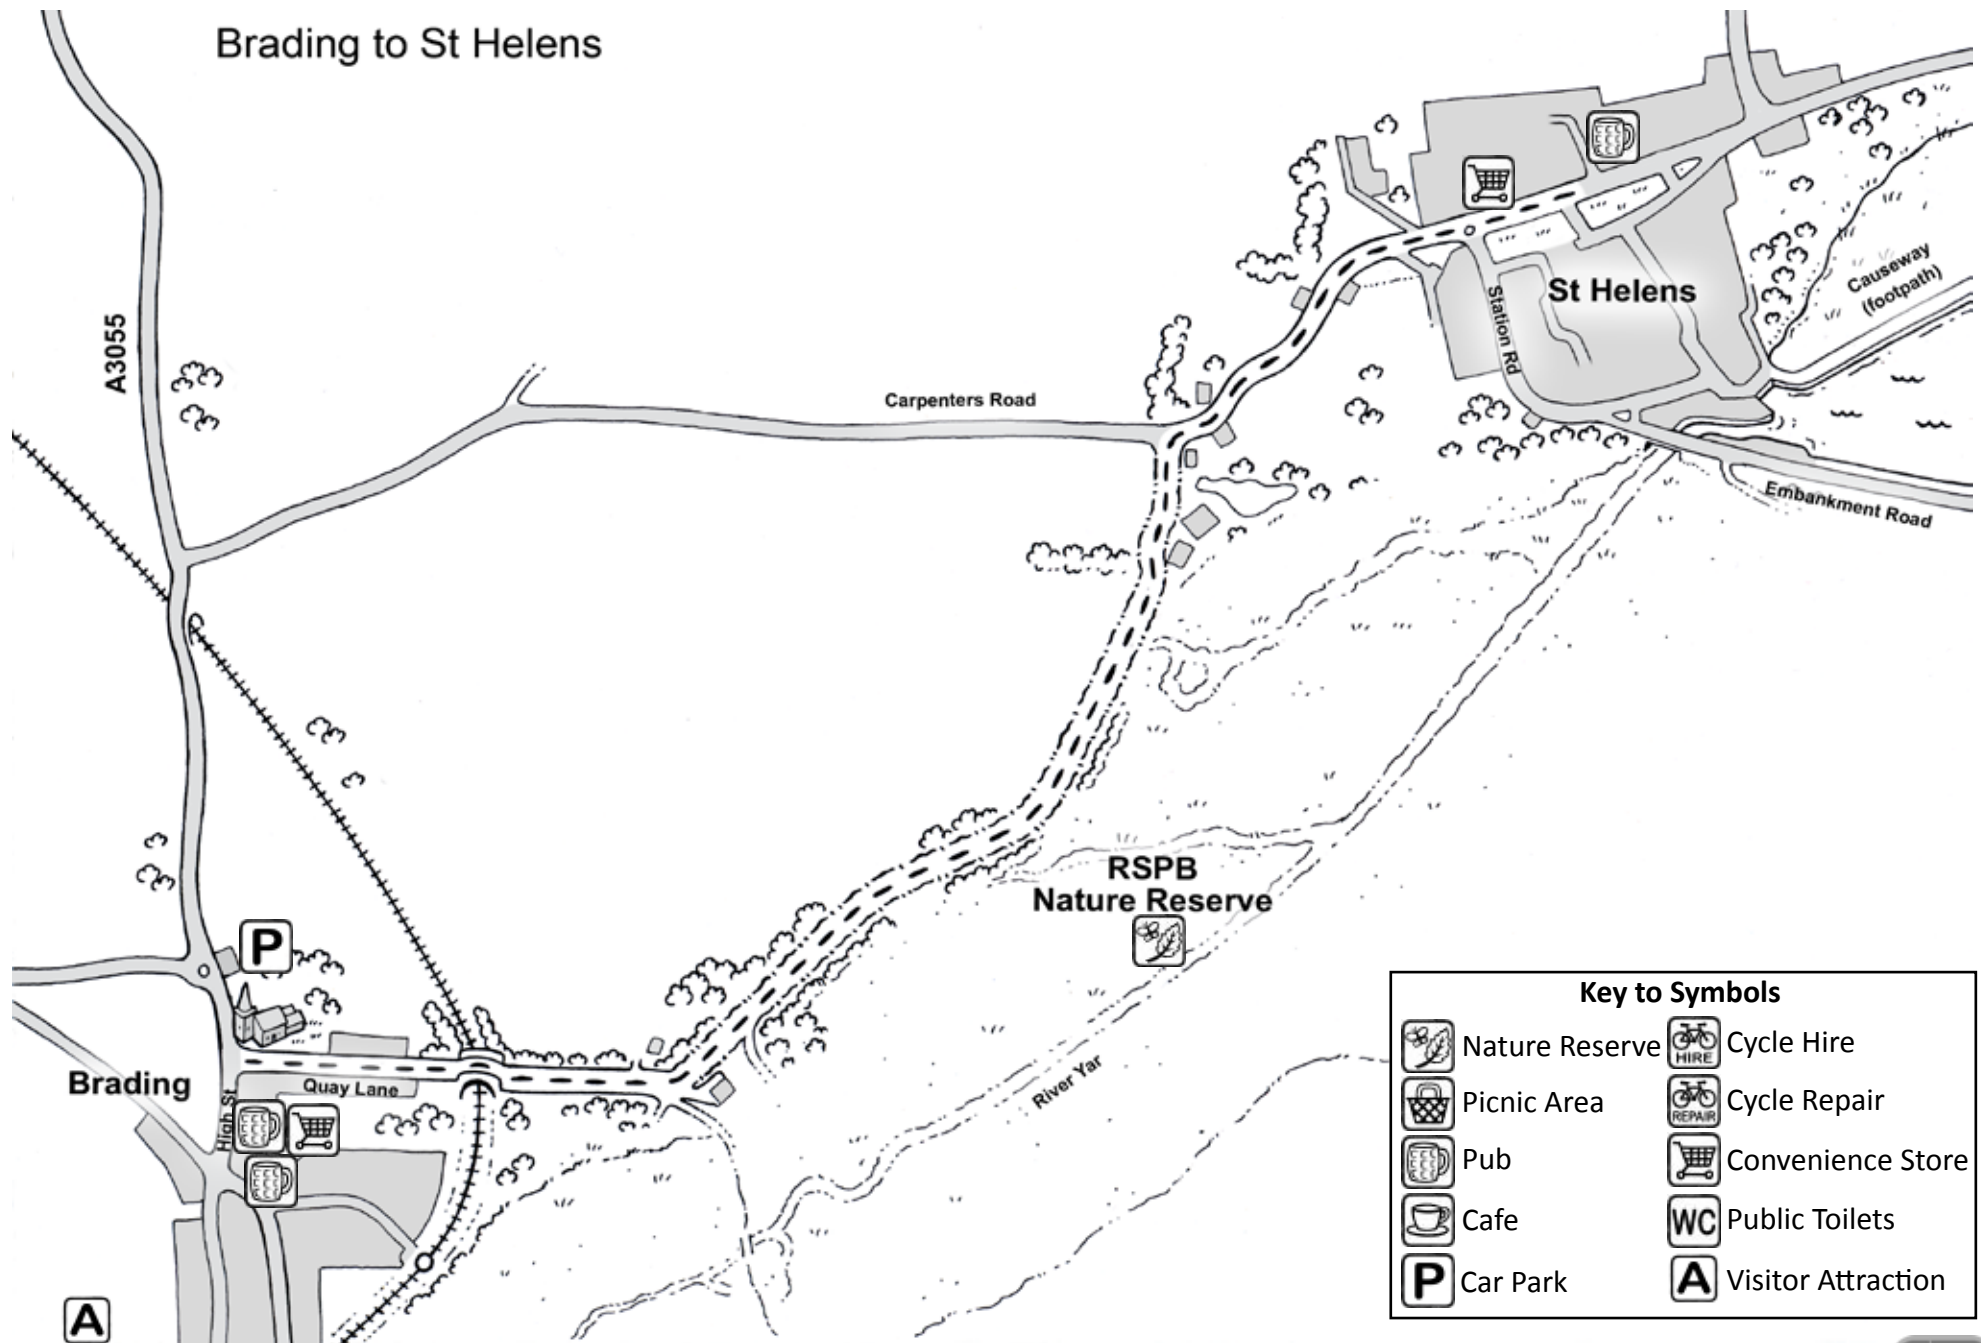 Brading to St Helens
A3055
Carpenters Road
St Helens
Station Rd
Causeway
(footpath)
Embankment Road
RSPB
Nature Reserve
P
Brading
Quay Lane
High St
River Yar
A
Key to Symbols
Nature Reserve
HIRE
Cycle Hire
Picnic Area
REPAIR
Cycle Repair
Pub
Convenience Store
Cafe
WC
Public Toilets
P
Car Park
A
Visitor Attraction